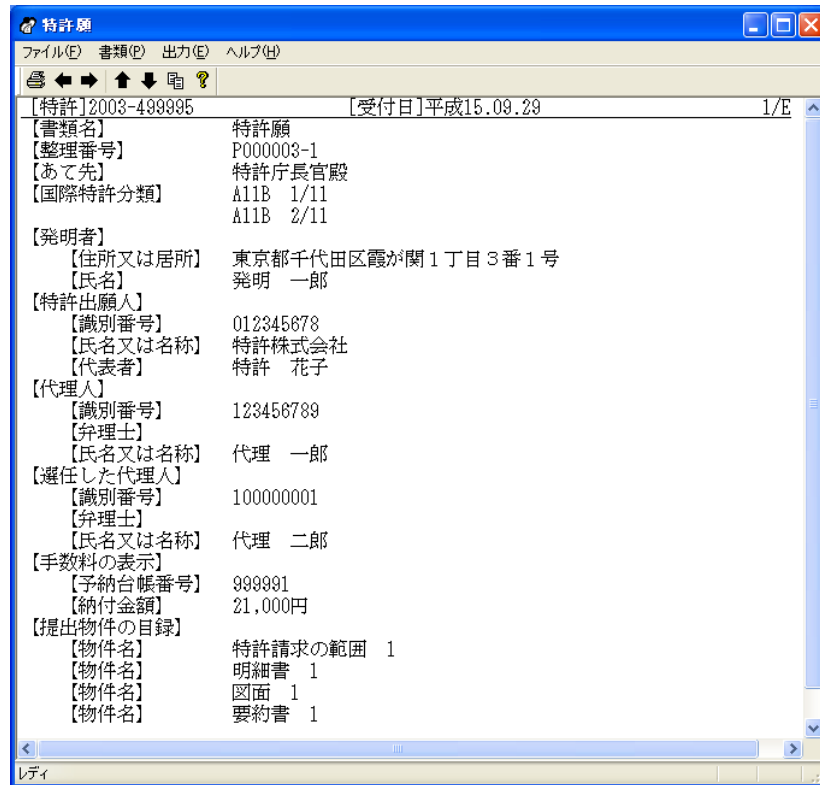 特許願
ファイル(F) 書類(P) 出力(E) ヘルプ(H)
[特許]2003-499995 [受付日]平成15.09.29 1/E
【書類名】 特許願
【整理番号】 P000003-1
【あて先】 特許庁長官殿
【国際特許分類】 A11B 1/11
A11B 2/11
【発明者】
【住所又は居所】 東京都千代田区霞が関1丁目3番1号
【氏名】 発明 一郎
【特許出願人】
【識別番号】 012345678
【氏名又は名称】 特許株式会社
【代表者】 特許 花子
【代理人】
【識別番号】 123456789
【弁理士】
【氏名又は名称】 代理 一郎
【選任した代理人】
【識別番号】 100000001
【弁理士】
【氏名又は名称】 代理 二郎
【手数料の表示】
【予納台帳番号】 999991
【納付金額】 21,000円
【提出物件の目録】
【物件名】 特許請求の範囲 1
【物件名】 明細書 1
【物件名】 図面 1
【物件名】 要約書 1
レディ